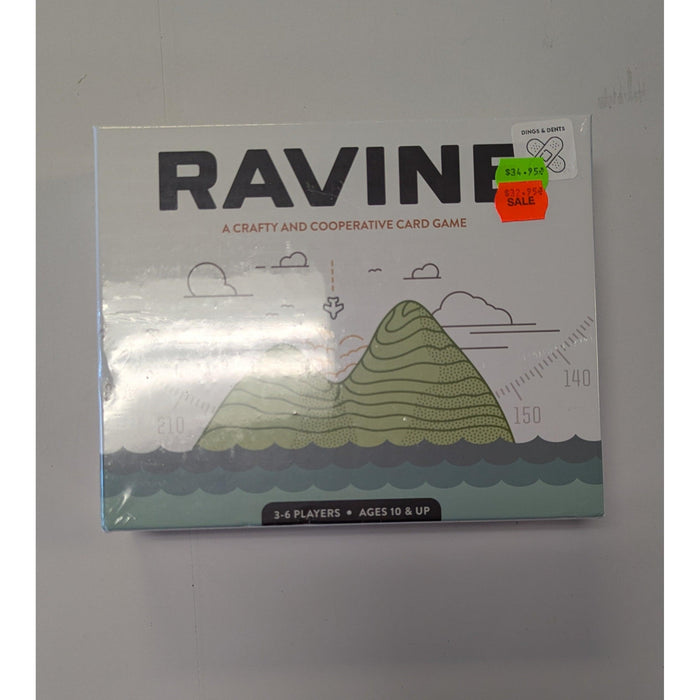 DINGS & DENTS
RAVINE
$34.95¢
$32.95¢
SALE
A CRAFTY AND COOPERATIVE CARD GAME
140
150
210
3-6 PLAYERS • AGES 10 & UP